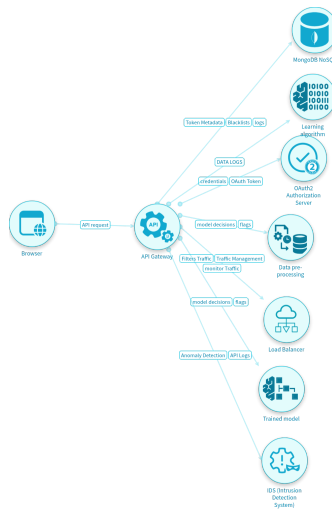 MongoDB NoSQ
Token Metadata Blacklists logs
Learning
algorithm
DATA LOGS
credentials OAuth Token
OAuth2
Authorization
Server
API request
API
model decisions flags
Browser
API Gateway
Filters Traffic Traffic Management
monitor Traffic
Data pre-
processing
model decisions flags
Load Balancer
Anomaly Detection API Logs
Trained model
IDS (Intrusion
Detection
System)